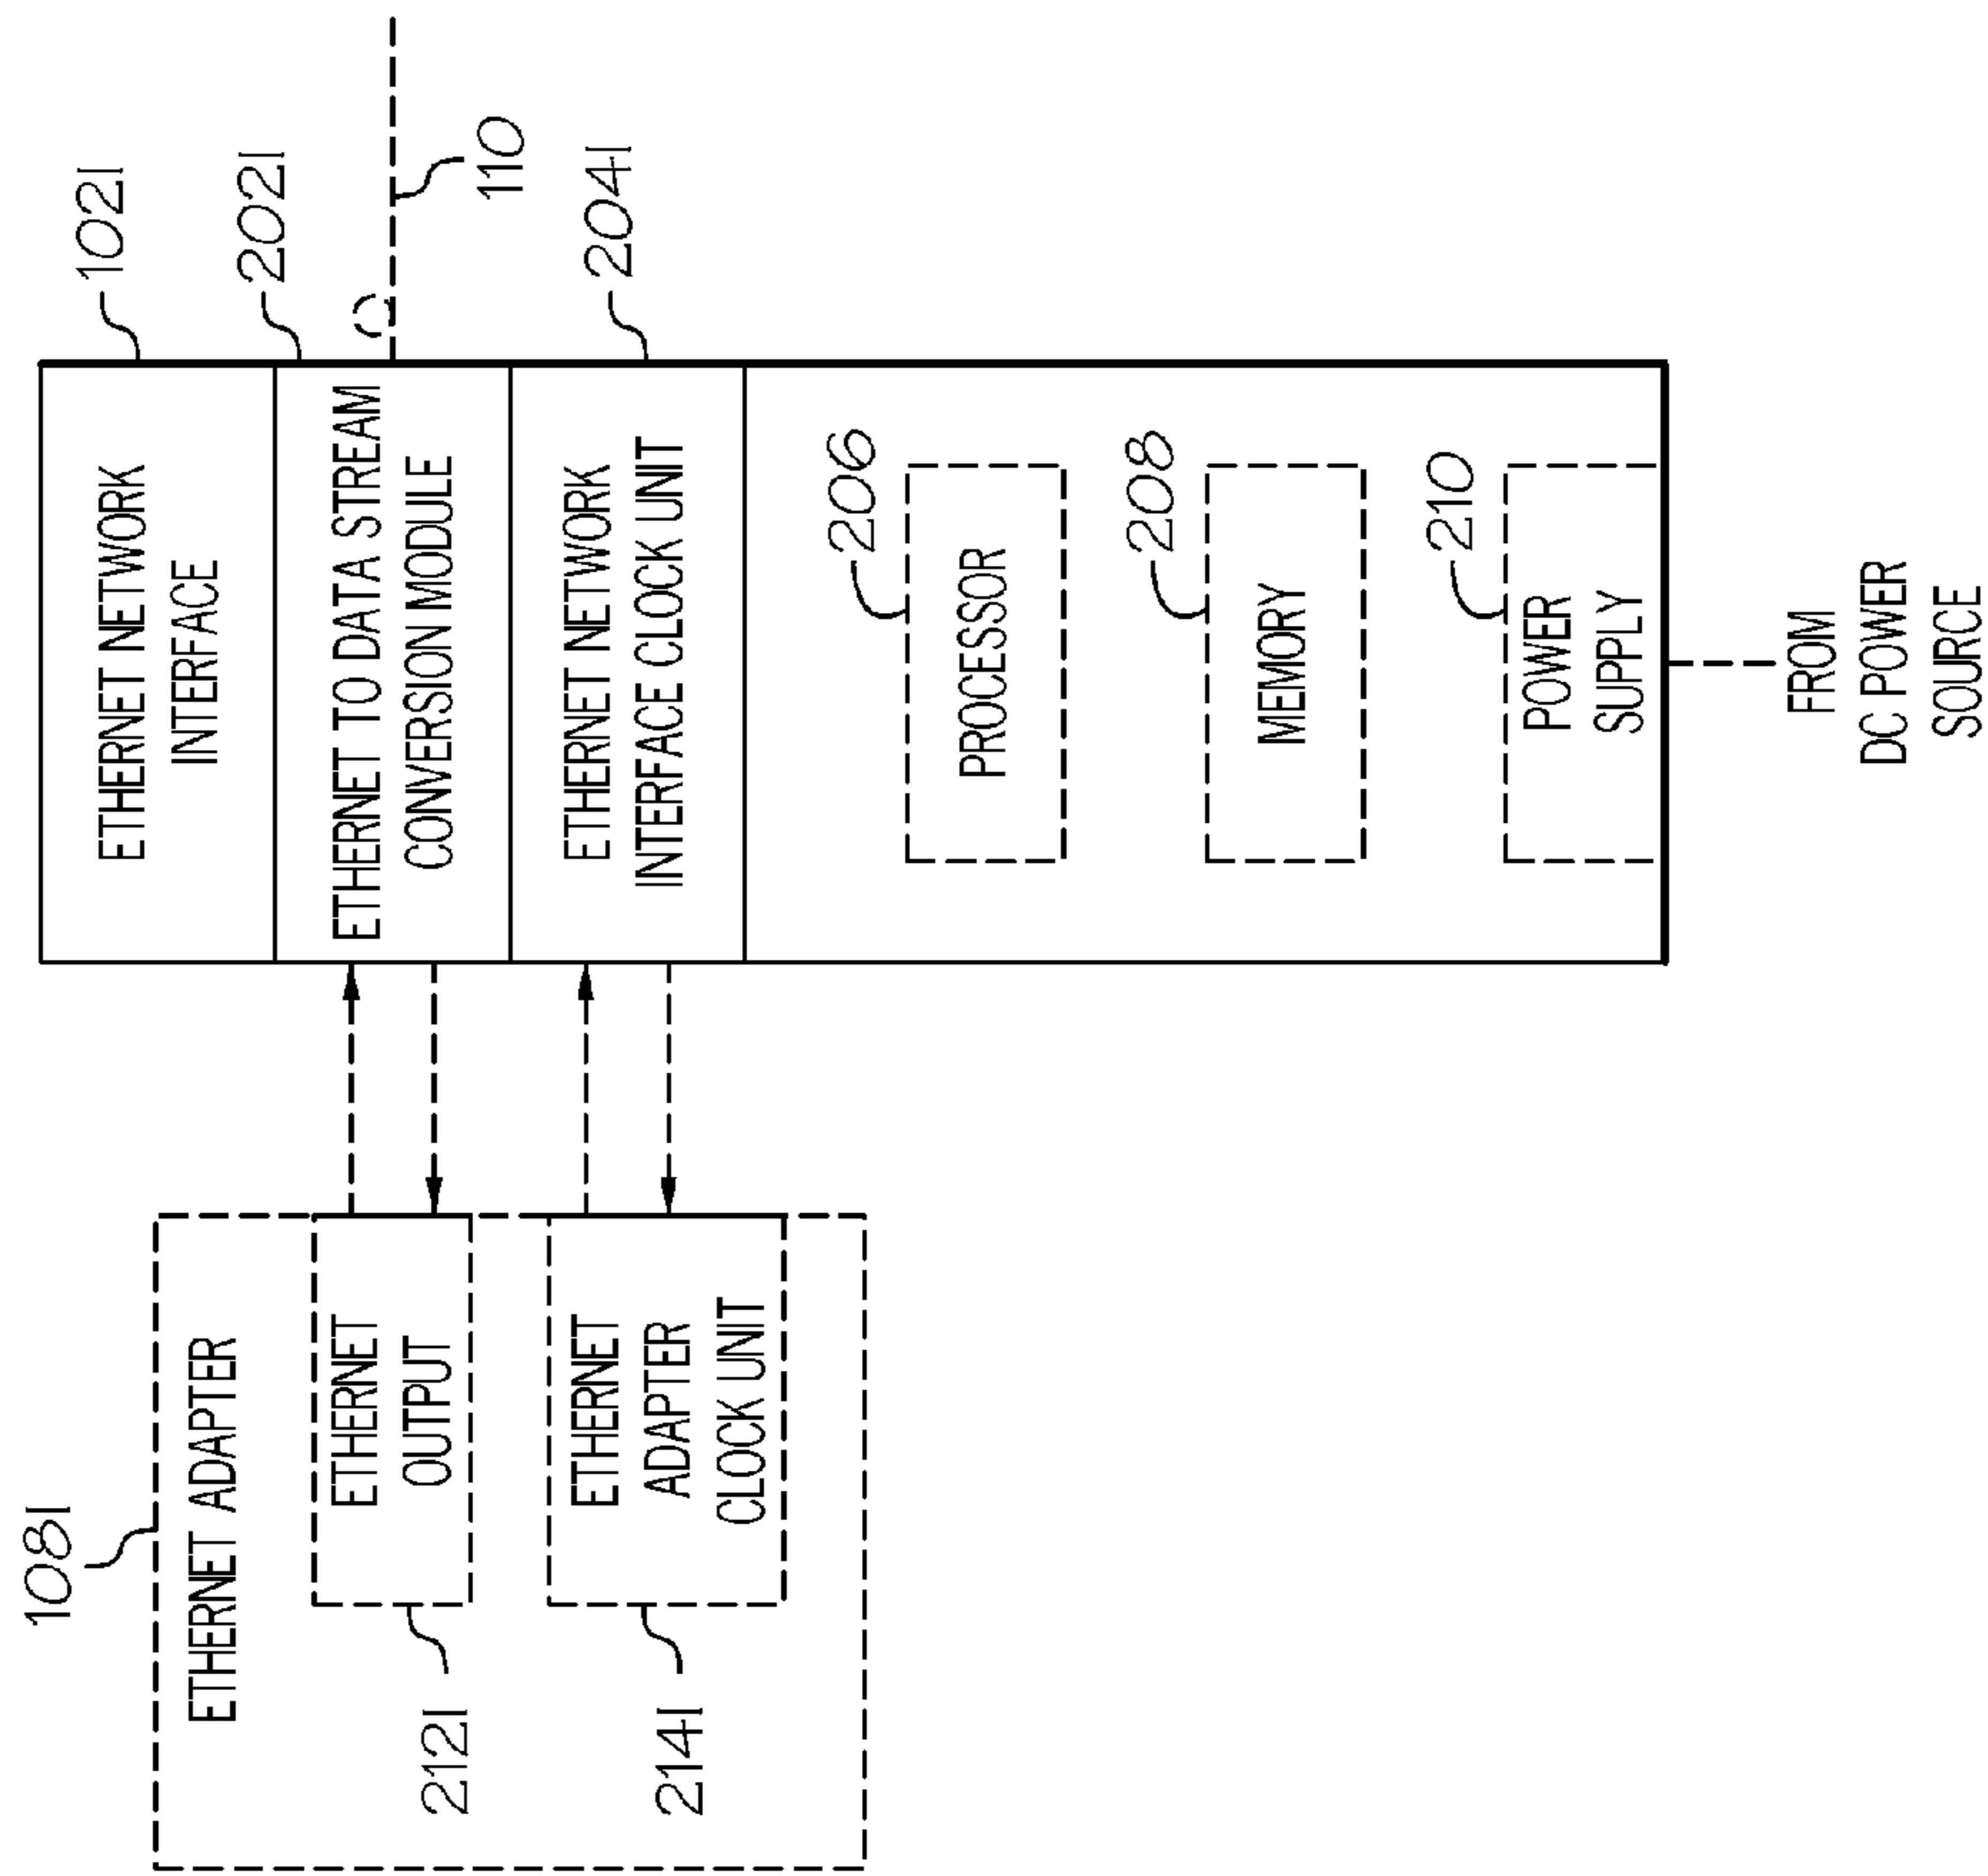 108I
ETHERNET ADAPTER
ETHERNET
OUTPUT
212I
ETHERNET
ADAPTER
CLOCK UNIT
214I
102I
ETHERNET NETWORK
INTERFACE
202I
ETHERNET TO DATA STREAM
CONVERSION MODULE
110
204I
ETHERNET NETWORK
INTERFACE CLOCK UNIT
206
PROCESSOR
208
MEMORY
210
POWER
SUPPLY
FROM
DC POWER
SOURCE